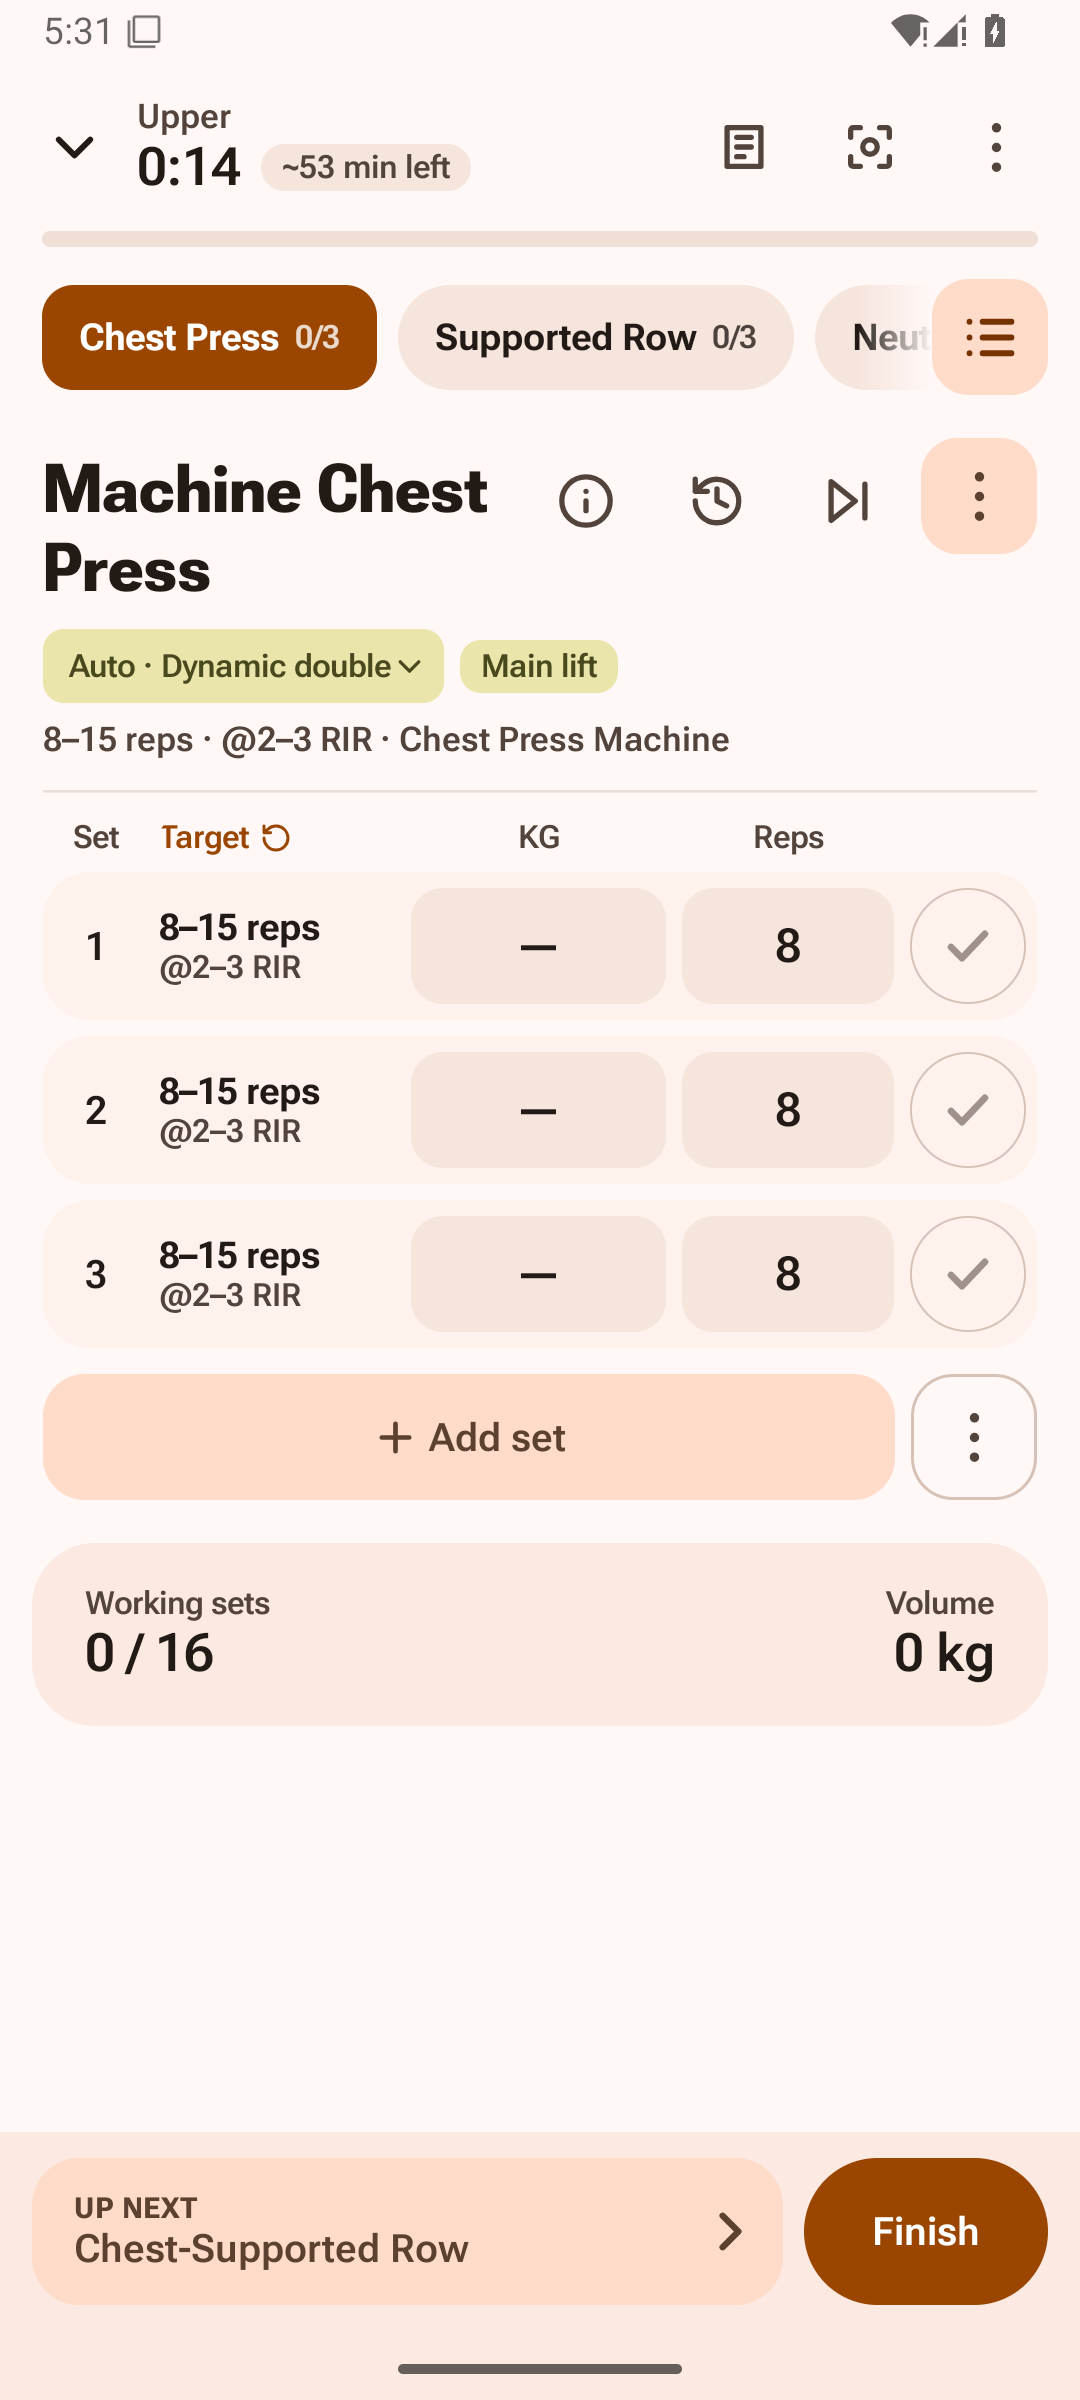 5:31
Upper
0:14
~53 min left
Chest Press 0/3
Supported Row 0/3
Neut
Machine Chest
Press
Auto · Dynamic double
Main lift
8–15 reps · @2–3 RIR · Chest Press Machine
Set Target KG Reps
1 8–15 reps — 8
@2–3 RIR
2 8–15 reps — 8
@2–3 RIR
3 8–15 reps — 8
@2–3 RIR
+ Add set
Working sets
0 / 16
Volume
0 kg
UP NEXT
Chest-Supported Row
Finish